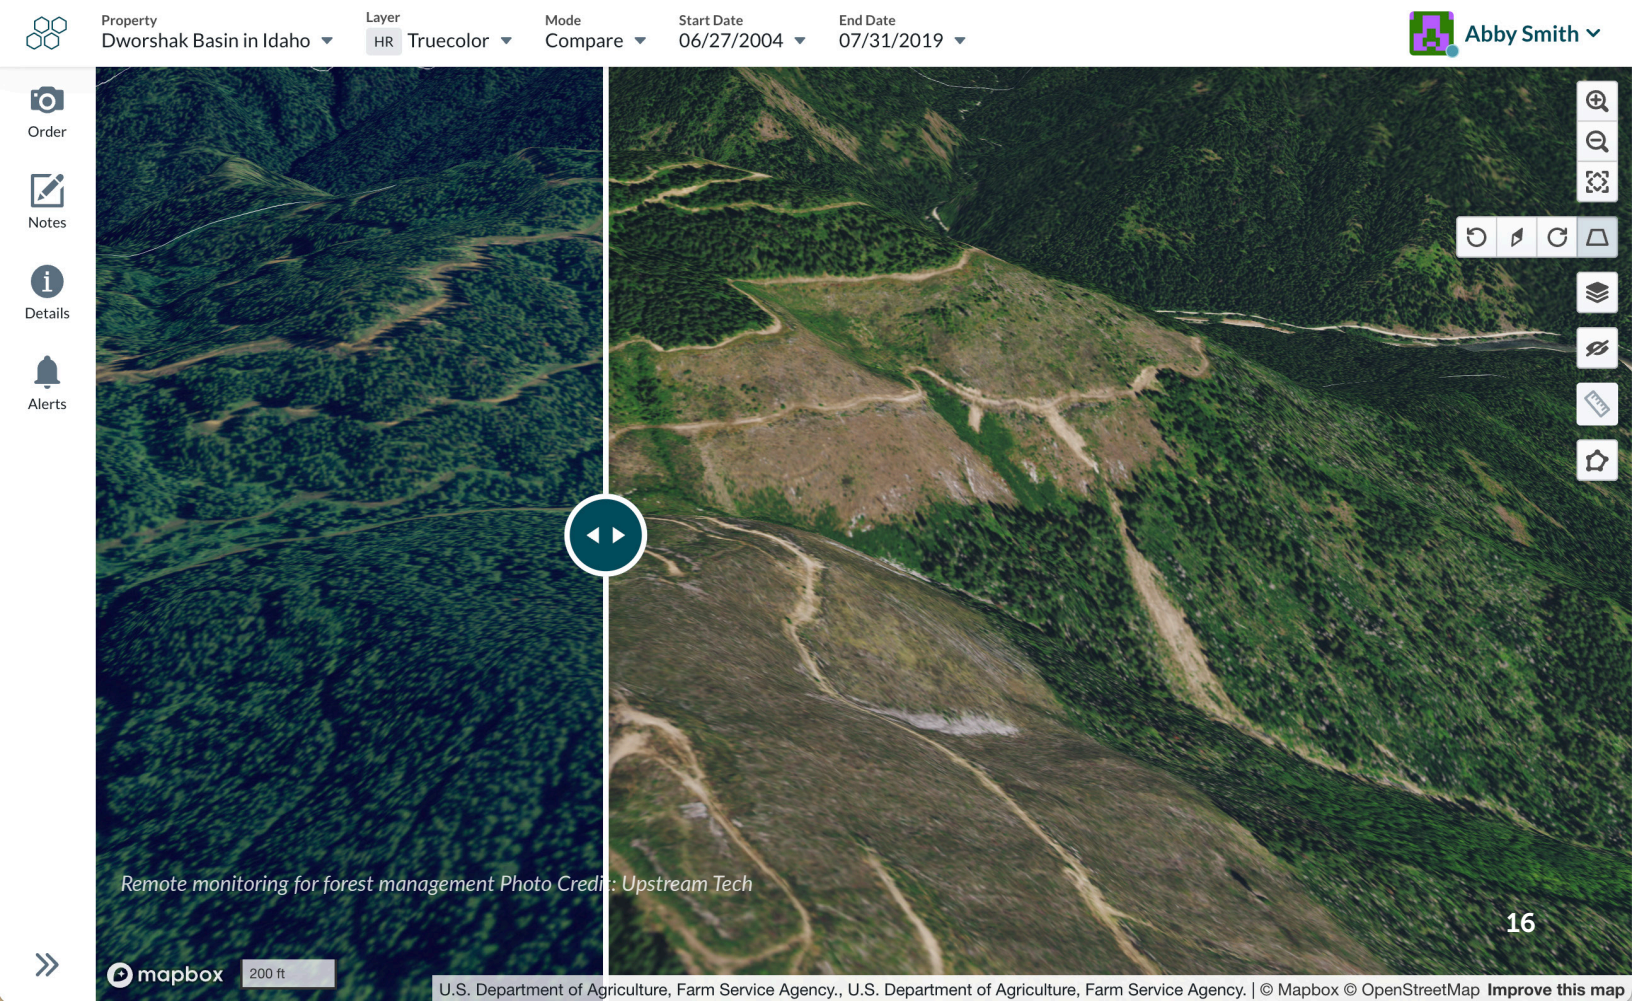 Property
Dworshak Basin in Idaho
Layer
HR Truecolor
Mode
Compare
Start Date
06/27/2004
End Date
07/31/2019
Abby Smith
Order
Notes
Details
Alerts
Remote monitoring for forest management Photo Credit: Upstream Tech
16
mapbox
200 ft
U.S. Department of Agriculture, Farm Service Agency., U.S. Department of Agriculture, Farm Service Agency. | © Mapbox © OpenStreetMap Improve this map